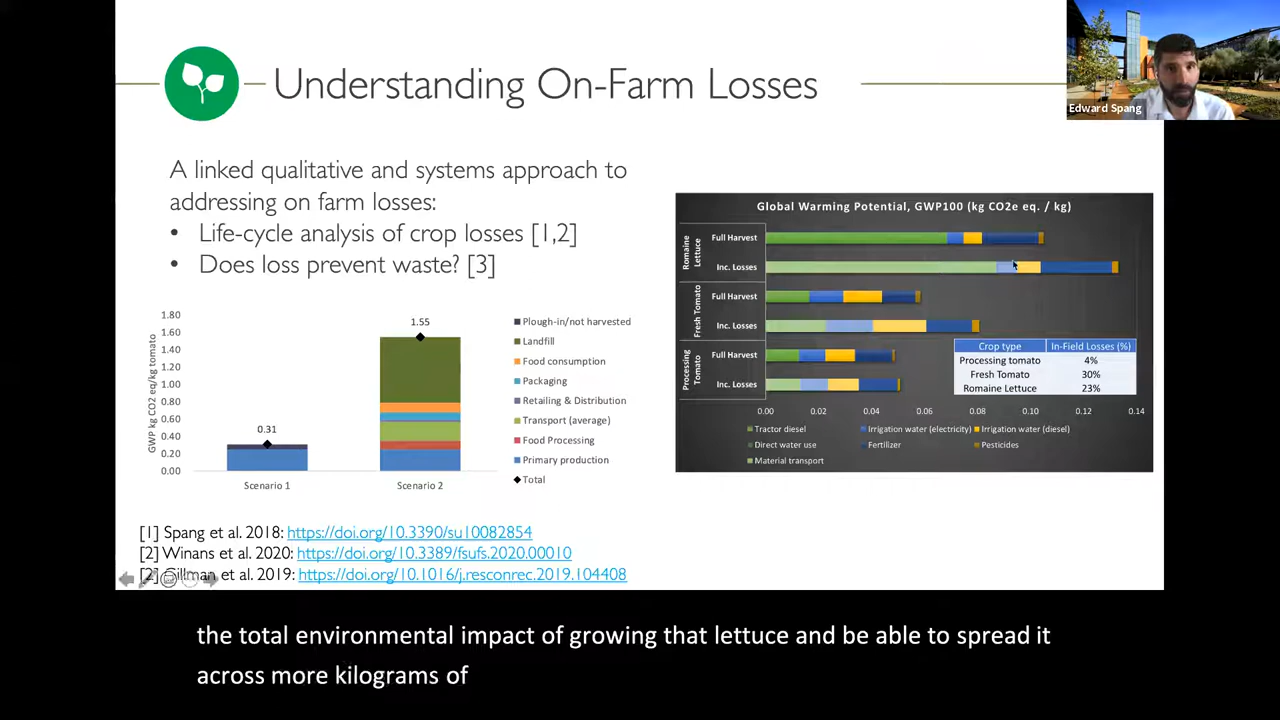 Edward Spang
Understanding On-Farm Losses
A linked qualitative and systems approach to
addressing on farm losses:
• Life-cycle analysis of crop losses [1,2]
• Does loss prevent waste? [3]
GWP kg CO2 eq/kg tomato
1.80
1.60
1.40
1.20
1.00
0.80
0.60
0.40
0.20
0.00
0.31
1.55
Scenario 1
Scenario 2
Plough-in/not harvested
Landfill
Food consumption
Packaging
Retailing & Distribution
Transport (average)
Food Processing
Primary production
Total
Global Warming Potential, GWP100 (kg CO2e eq. / kg)
Romaine
Lettuce
Full Harvest
Inc. Losses
Fresh Tomato
Full Harvest
Inc. Losses
Processing
Tomato
Full Harvest
Inc. Losses
Crop type In-Field Losses (%)
Processing tomato 4%
Fresh Tomato 30%
Romaine Lettuce 23%
0.00 0.02 0.04 0.06 0.08 0.10 0.12 0.14
Tractor diesel Irrigation water (electricity) Irrigation water (diesel)
Direct water use Fertilizer Pesticides
Material transport
[1] Spang et al. 2018: https://doi.org/10.3390/su10082854
[2] Winans et al. 2020: https://doi.org/10.3389/fsufs.2020.00010
[2] Gillman et al. 2019: https://doi.org/10.1016/j.resconrec.2019.104408
the total environmental impact of growing that lettuce and be able to spread it
across more kilograms of